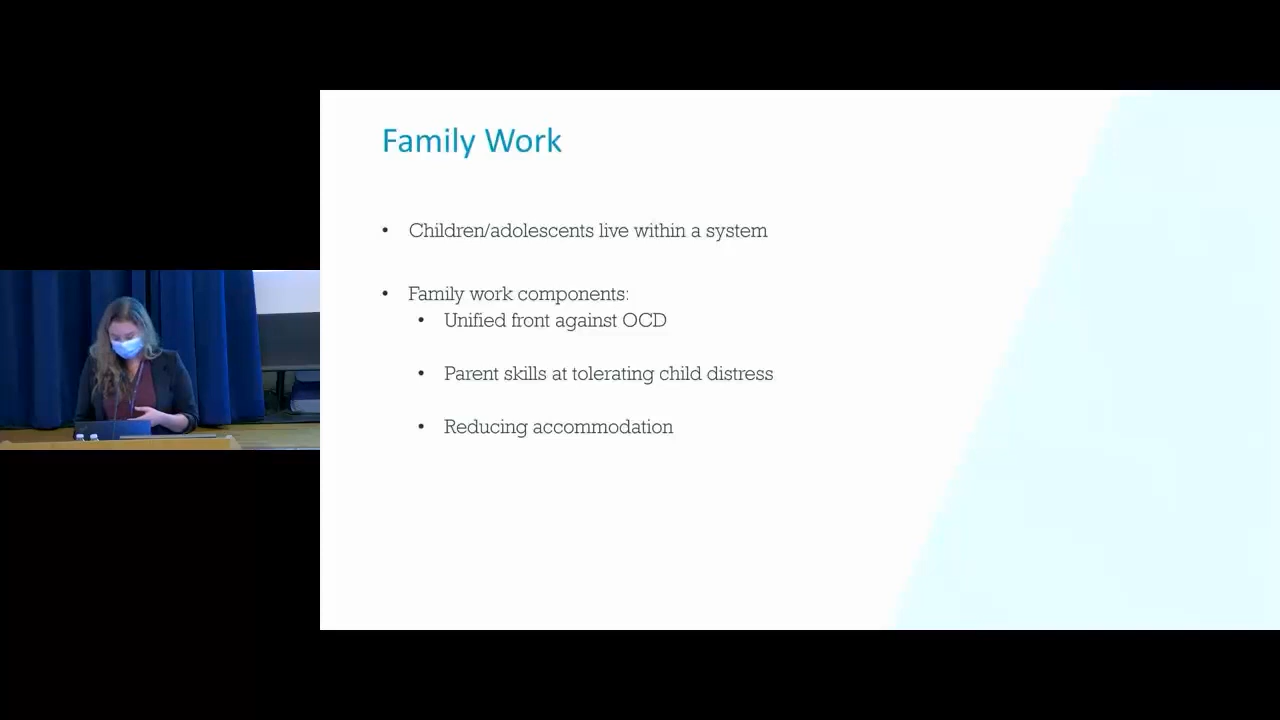 Family Work
• Children/adolescents live within a system
• Family work components:
• Unified front against OCD
• Parent skills at tolerating child distress
• Reducing accommodation